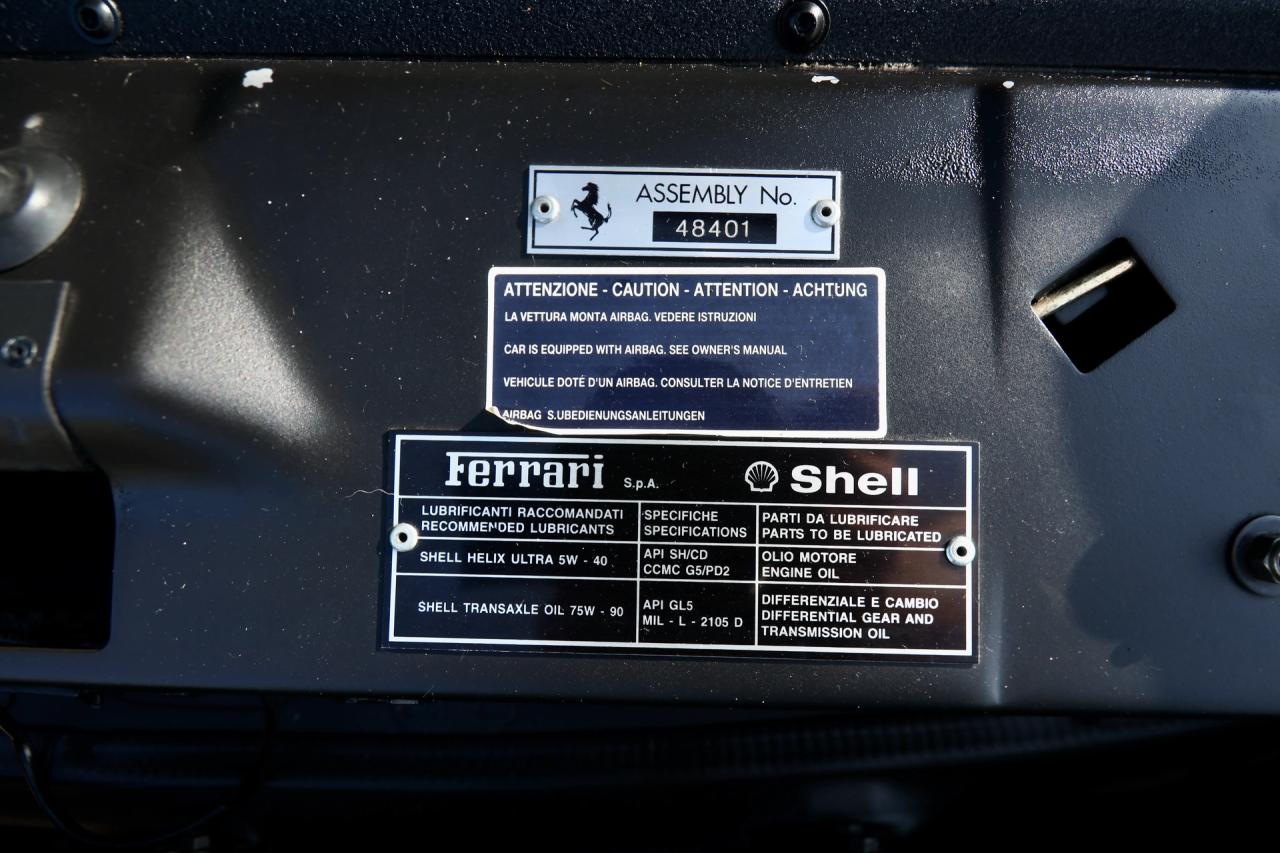 ASSEMBLY No.
48401
ATTENZIONE - CAUTION - ATTENTION - ACHTUNG
LA VETTURA MONTA AIRBAG. VEDERE ISTRUZIONI
CAR IS EQUIPPED WITH AIRBAG. SEE OWNER'S MANUAL
VEHICULE DOTÉ D'UN AIRBAG. CONSULTER LA NOTICE D'ENTRETIEN
AIRBAG S.UBEDIENUNGSANLEITUNGEN
Ferrari S.p.A. Shell
LUBRIFICANTI RACCOMANDATI
RECOMMENDED LUBRICANTS
SPECIFICHE
SPECIFICATIONS
PARTI DA LUBRIFICARE
PARTS TO BE LUBRICATED
SHELL HELIX ULTRA 5W - 40
API SH/CD
CCMC G5/PD2
OLIO MOTORE
ENGINE OIL
SHELL TRANSAXLE OIL 75W - 90
API GL5
MIL - L - 2105 D
DIFFERENZIALE E CAMBIO
DIFFERENTIAL GEAR AND
TRANSMISSION OIL